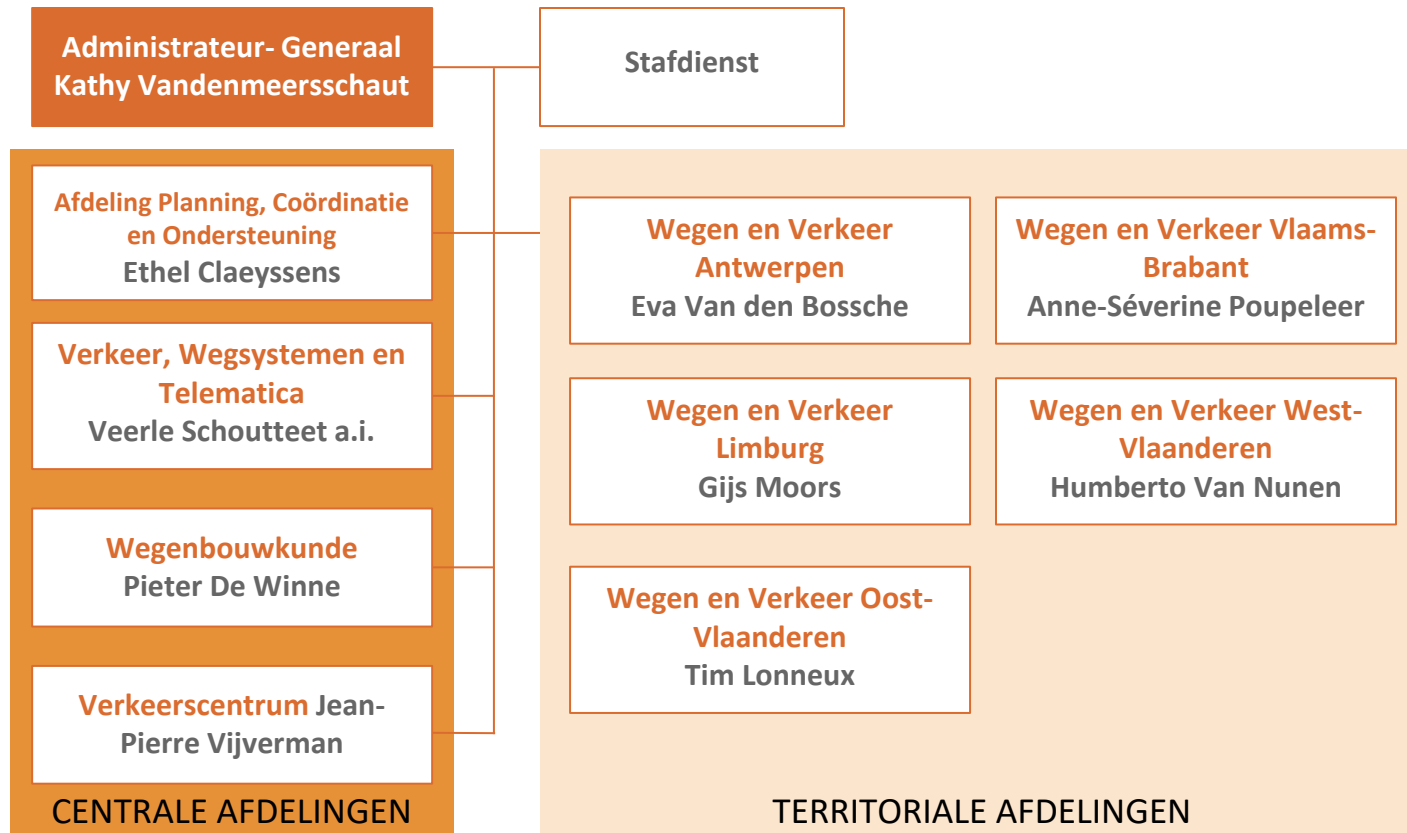 Administrateur- Generaal
Kathy Vandenmeersschaut
Stafdienst
Afdeling Planning, Coördinatie
en Ondersteuning
Ethel Claeyssens
Verkeer, Wegsystemen en
Telematica
Veerle Schoutteet a.i.
Wegenbouwkunde
Pieter De Winne
Verkeerscentrum Jean-
Pierre Vijverman
CENTRALE AFDELINGEN
Wegen en Verkeer
Antwerpen
Eva Van den Bossche
Wegen en Verkeer Vlaams-
Brabant
Anne-Séverine Poupeleer
Wegen en Verkeer
Limburg
Gijs Moors
Wegen en Verkeer West-
Vlaanderen
Humberto Van Nunen
Wegen en Verkeer Oost-
Vlaanderen
Tim Lonneux
TERRITORIALE AFDELINGEN